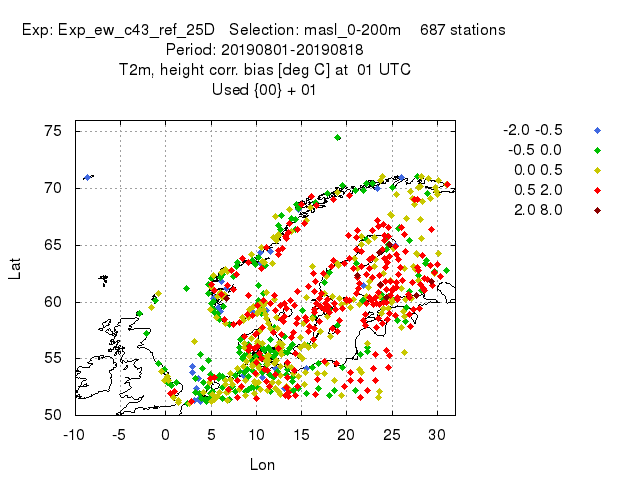 Exp: Exp_ew_c43_ref_25D Selection: masl_0-200m 687 stations
Period: 20190801-20190818
T2m, height corr. bias [deg C] at 01 UTC
Used {00} + 01
-2.0 -0.5
-0.5 0.0
0.0 0.5
0.5 2.0
2.0 8.0
75
70
65
60
55
50
Lat
-10 -5 0 5 10 15 20 25 30
Lon